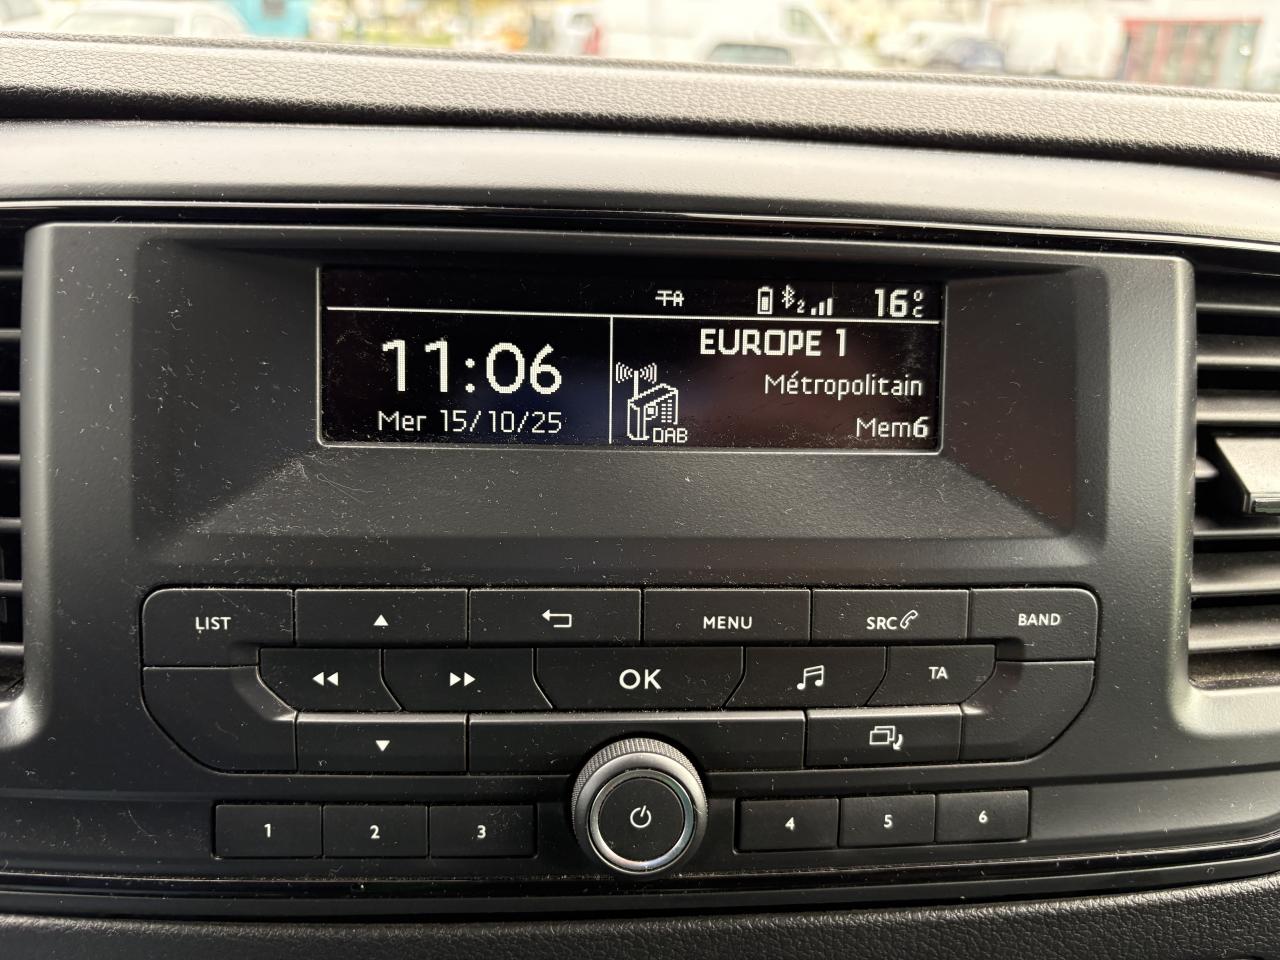 TA
2
16°C
11:06
Mer 15/10/25
EUROPE 1
Métropolitain
DAB
Mem6
LIST
MENU
SRC
BAND
OK
TA
1
2
3
4
5
6